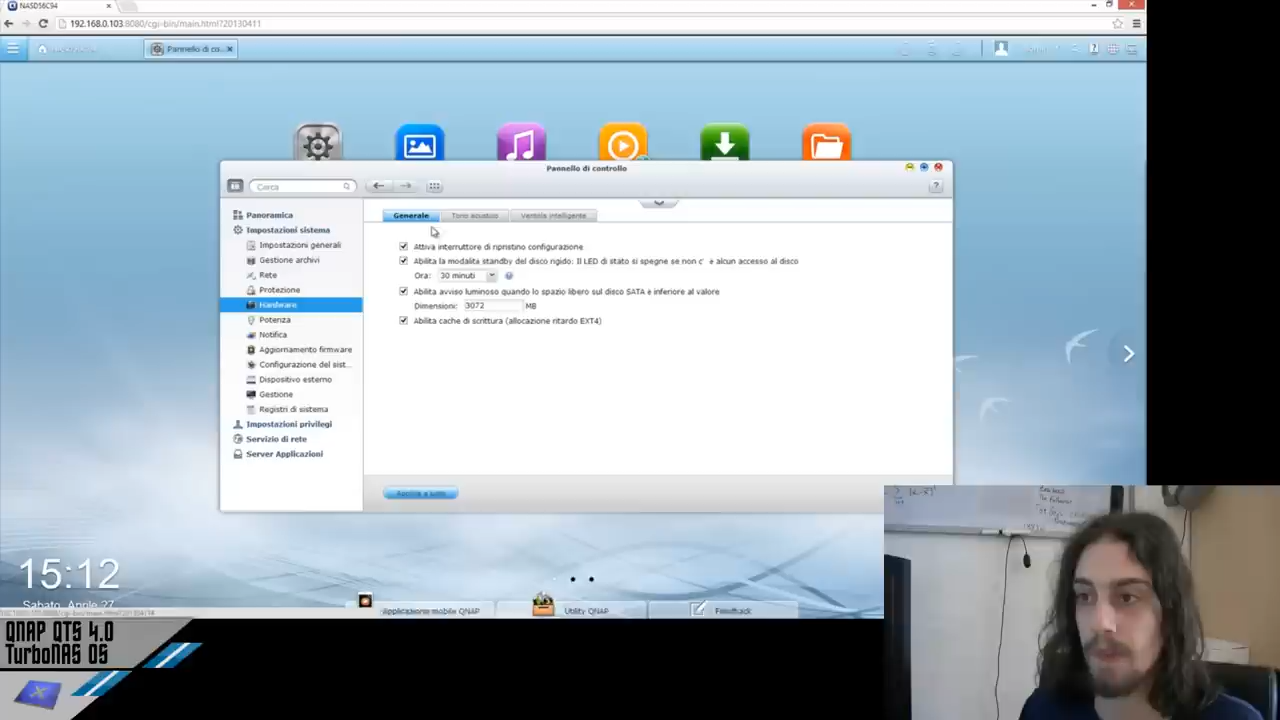 NASD56C94
192.168.0.103:8080/cgi-bin/main.html?20130411
Pannello di co...
Pannello di controllo
Cerca
Panoramica
Impostazioni sistema
Impostazioni generali
Gestione archivi
Rete
Protezione
Hardware
Potenza
Notifica
Aggiornamento firmware
Configurazione del sist...
Dispositivo esterno
Gestione
Registri di sistema
Impostazioni privilegi
Servizio di rete
Server Applicazioni
Generale
Tono acustico
Ventola intelligente
Attiva interruttore di ripristino configurazione
Abilita la modalità standby del disco rigido: Il LED di stato si spegne se non c' è alcun accesso al disco
Ora: 30 minuti
Abilita avviso luminoso quando lo spazio libero sul disco SATA è inferiore al valore
Dimensioni: 3072 MB
Abilita cache di scrittura (allocazione ritardo EXT4)
Applica a tutto
15:12
Sabato, Aprile 27
Applicazione mobile QNAP
Utility QNAP
Feedback
QNAP QTS 4.0
TurboNAS OS